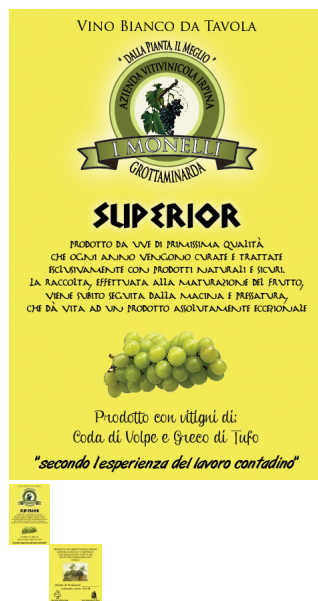 Vino Bianco da Tavola
"DALLA PIANTA, IL MEGLIO"
AZIENDA VITIVINICOLA IRPINA
I MONELLI
GROTTAMINARDA
SUPERIOR
PRODOTTO DA UVE DI PRIMISSIMA QUALITÀ
CHE OGNI ANNO VENGONO CURATE E TRATTATE
ESCLUSIVAMENTE CON PRODOTTI NATURALI E SICURI.
LA RACCOLTA, EFFETTUATA ALLA MATURAZIONE DEL FRUTTO,
VIENE SUBITO SEGUITA DALLA MACINA E PRESSATURA,
CHE DÀ VITA AD UN PRODOTTO ASSOLUTAMENTE ECCEZIONALE
Prodotto con vitigni di:
Coda di Volpe e Greco di Tufo
"secondo l'esperienza del lavoro contadino"
SUPERIOR